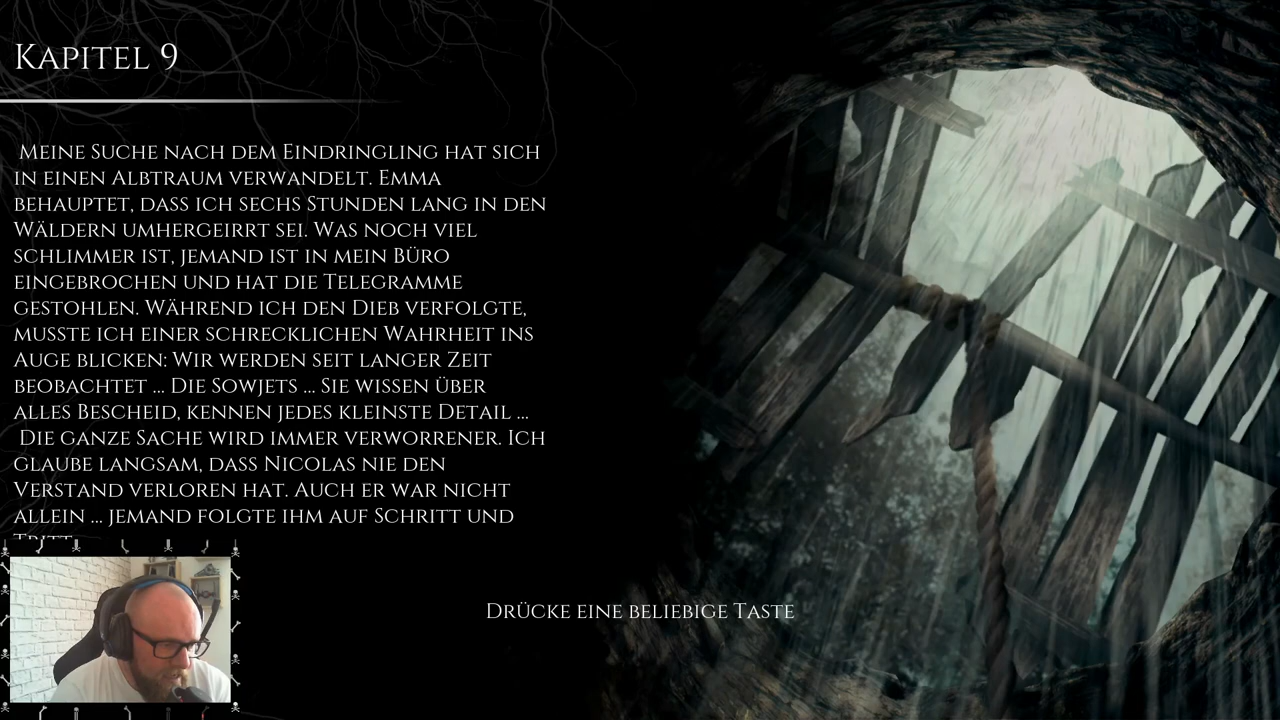 Kapitel 9
Meine Suche nach dem Eindringling hat sich
in einen Albtraum verwandelt. Emma
behauptet, dass ich sechs Stunden lang in den
Wäldern umhergeirrt sei. Was noch viel
schlimmer ist, jemand ist in mein Büro
eingebrochen und hat die Telegramme
gestohlen. Während ich den Dieb verfolgte,
musste ich einer schrecklichen Wahrheit ins
Auge blicken: Wir werden seit langer Zeit
beobachtet ... Die Sowjets ... Sie wissen über
alles Bescheid, kennen jedes kleinste Detail ...
Die ganze Sache wird immer verworrener. Ich
glaube langsam, dass Nicolas nie den
Verstand verloren hat. Auch er war nicht
allein ... jemand folgte ihm auf Schritt und
Drücke eine beliebige Taste